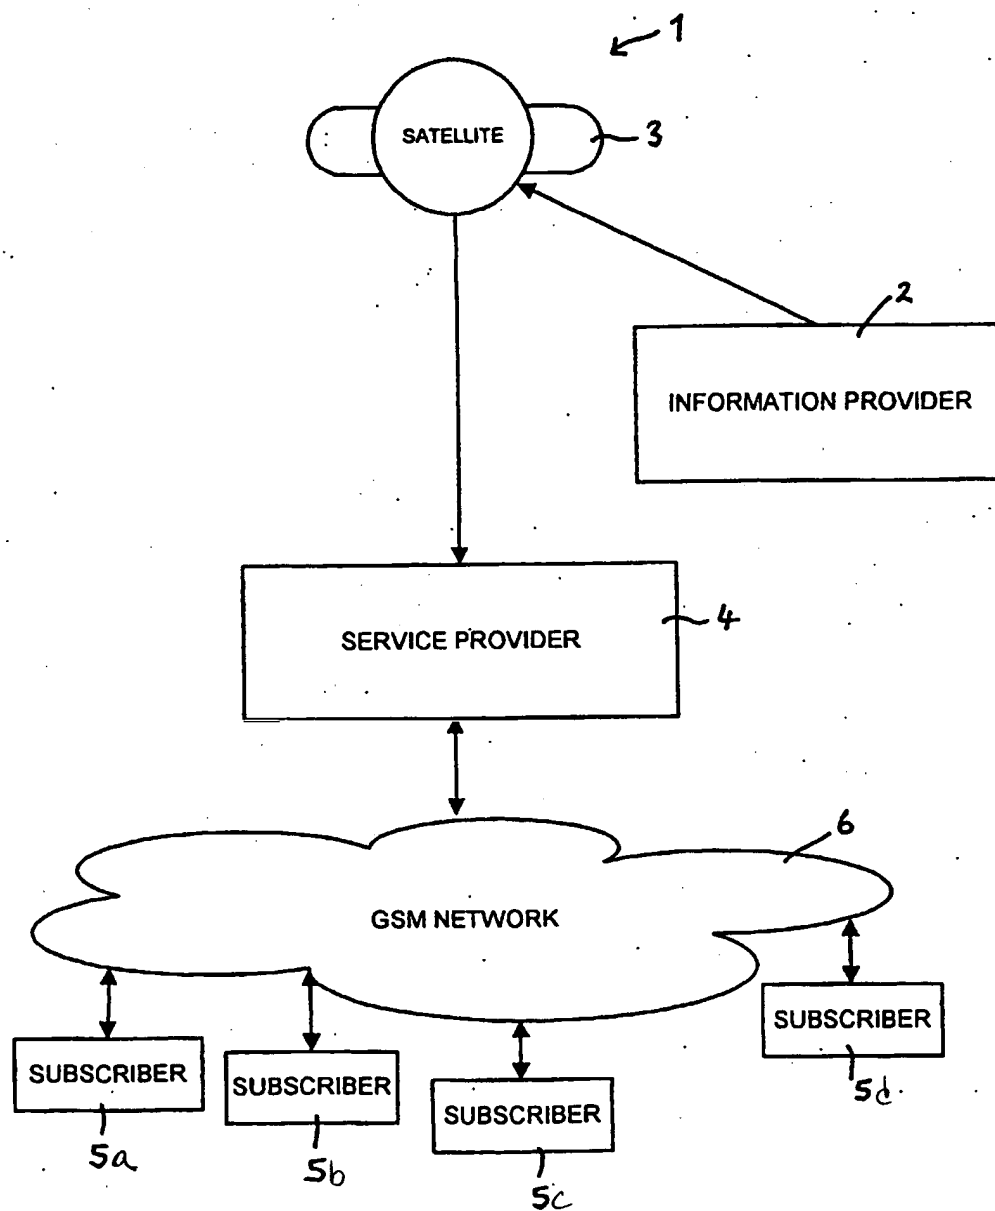 1
SATELLITE
3
2
INFORMATION PROVIDER
SERVICE PROVIDER
4
6
GSM NETWORK
SUBSCRIBER
SUBSCRIBER
SUBSCRIBER
SUBSCRIBER
5a
5b
5c
5d